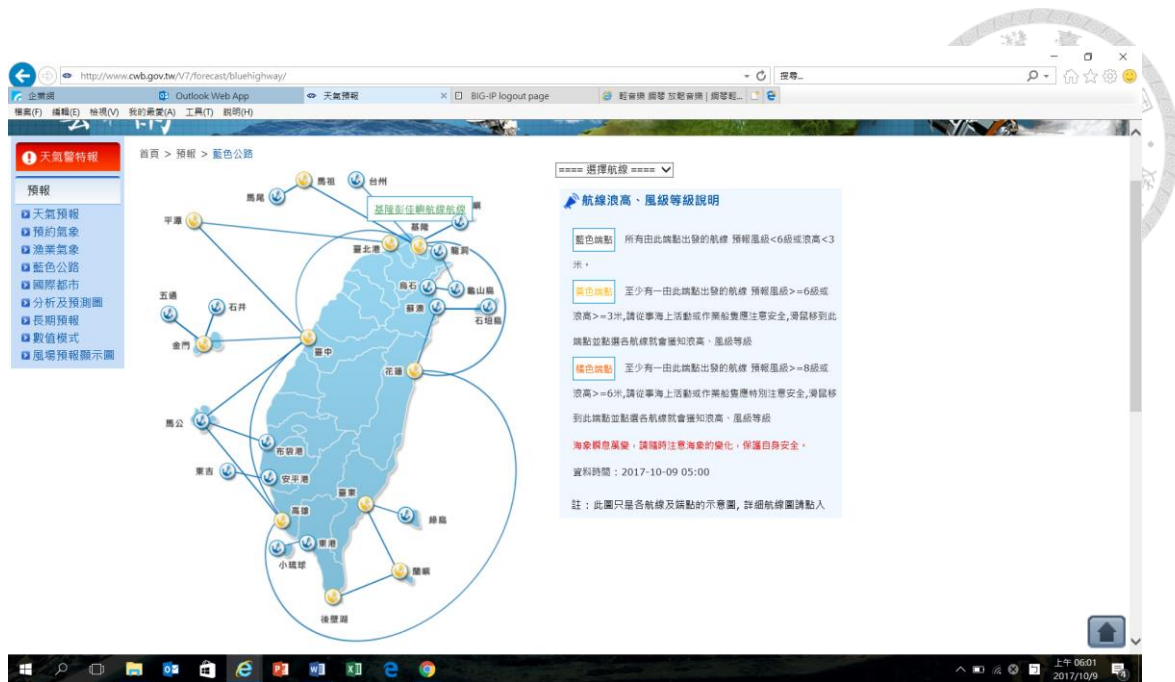 http://www.cwb.gov.tw/V7/forecast/bluehighway/
搜尋...
企業網
Outlook Web App
天氣預報
BIG-IP logout page
輕音樂 鋼琴 放鬆音樂 | 鋼琴輕...
檔案(F) 編輯(E) 檢視(V) 我的最愛(A) 工具(T) 說明(H)
天氣警特報
預報
天氣預報
預約氣象
漁業氣象
藍色公路
國際都市
分析及預測圖
長期預報
數值模式
風場預報顯示圖
首頁 > 預報 > 藍色公路
馬祖
台州
馬尾
基隆彭佳嶼航線航線
嶼
平潭
基隆
臺北港
龍洞
烏石
龜山島
蘇澳
石垣島
五通
石井
金門
臺中
花蓮
馬公
布袋港
東吉
安平港
臺東
高雄
綠島
東港
小琉球
蘭嶼
後壁湖
==== 選擇航線 ====
航線浪高、風級等級說明
藍色端點 所有由此端點出發的航線 預報風級<6級或浪高<3
米。
黃色端點 至少有一由此端點出發的航線 預報風級>=6級或
浪高>=3米,請從事海上活動或作業船隻應注意安全,滑鼠移到此
端點並點選各航線就會獲知浪高、風級等級
橘色端點 至少有一由此端點出發的航線 預報風級>=8級或
浪高>=6米,請從事海上活動或作業船隻應特別注意安全,滑鼠移
到此端點並點選各航線就會獲知浪高、風級等級
海象瞬息萬變，請隨時注意海象的變化，保護自身安全。
資料時間：2017-10-09 05:00
註：此圖只是各航線及端點的示意圖, 詳細航線圖請點入
上午 06:01
2017/10/9